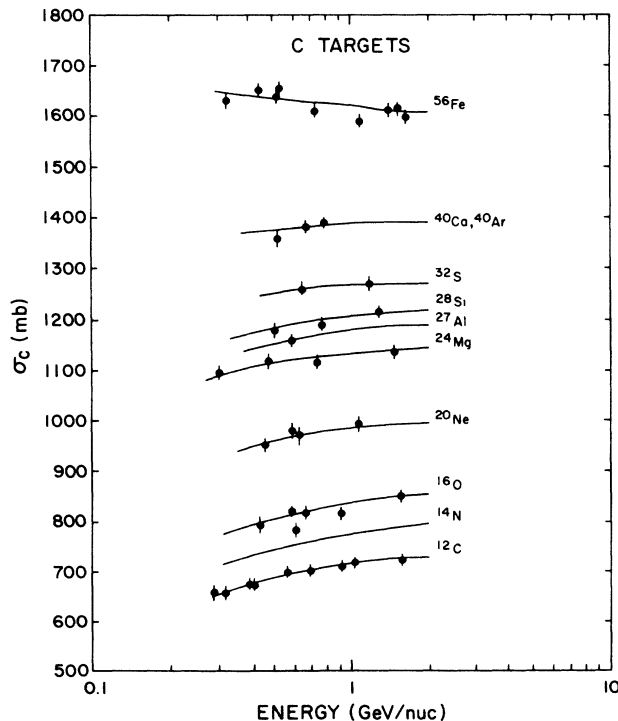 C TARGETS
1800
1700
1600
1500
1400
1300
1200
1100
1000
900
800
700
600
500
σc (mb)
⁵⁶Fe
⁴⁰Ca,⁴⁰Ar
³²S
²⁸Si
²⁷Al
²⁴Mg
²⁰Ne
¹⁶O
¹⁴N
¹²C
0.1
1
10
ENERGY (GeV/nuc)